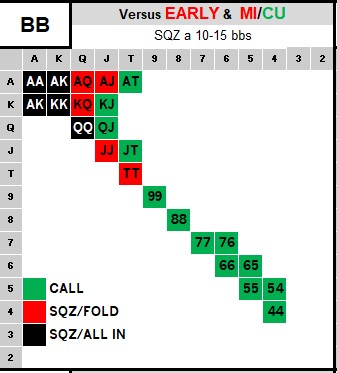 BB
Versus EARLY & MI/CU
SQZ a 10-15 bbs
A K Q J T 9 8 7 6 5 4 3 2
A AA AK AQ AJ AT
K AK KK KQ KJ
Q QQ QJ
J JJ JT
T TT
9 99
8 88
7 77 76
6 66 65
5 CALL 55 54
4 SQZ/FOLD 44
3 SQZ/ALL IN
2